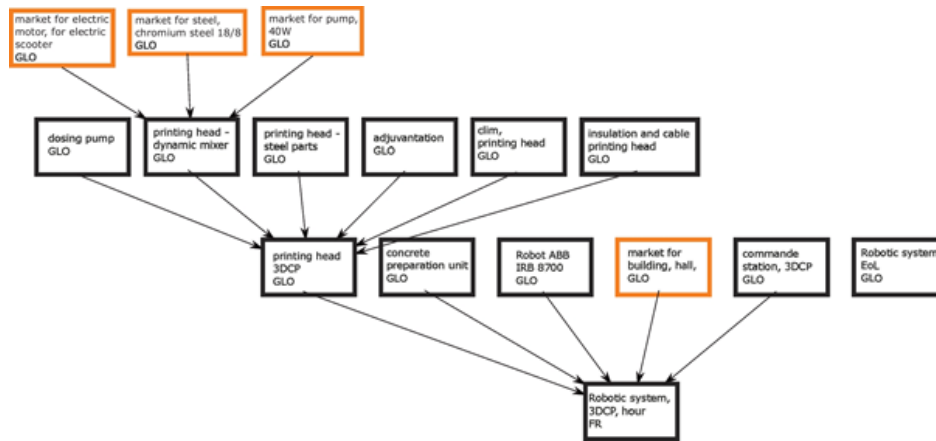 market for electric
motor, for electric
scooter
GLO
market for steel,
chromium steel 18/8
GLO
market for pump,
40W
GLO
dosing pump
GLO
printing head -
dynamic mixer
GLO
printing head -
steel parts
GLO
adjuvantation
GLO
clim,
printing head
GLO
insulation and cable
printing head
GLO
printing head
3DCP
GLO
concrete
preparation unit
GLO
Robot ABB
IRB 8700
GLO
market for
building, hall,
GLO
commande
station, 3DCP
GLO
Robotic system
EoL
GLO
Robotic system,
3DCP, hour
FR